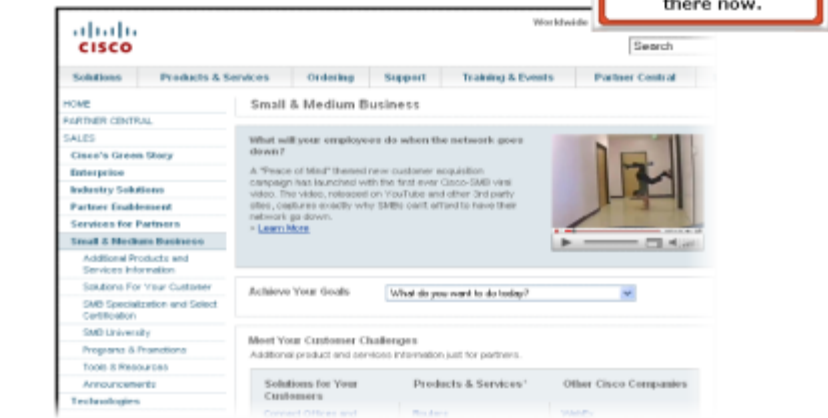 there now.
Worldwide
CISCO
Search
Solutions Products & Services Ordering Support Training & Events Partner Central
HOME
PARTNER CENTRAL
SALES
Cisco's Green Story
Enterprise
Industry Solutions
Partner Enablement
Services for Partners
Small & Medium Business
Additional Products and
Services Information
Solutions For Your Customer
SMB Specialization and Select
Certification
SMB University
Programs & Promotions
Tools & Resources
Announcements
Technologies
Small & Medium Business
What will your employees do when the network goes
down?
A "Peace of Mind" themed new customer acquisition
campaign has launched with the first ever Cisco-SMB viral
video. The video, released on YouTube and other 3rd party
sites, captures exactly why SMBs can't afford to have their
network go down.
» Learn More
Achieve Your Goals What do you want to do today?
Meet Your Customer Challenges
Additional product and services information just for partners.
Solutions for Your
Customers
Products & Services
Other Cisco Companies
Connect Offices and
Routers
WebEx